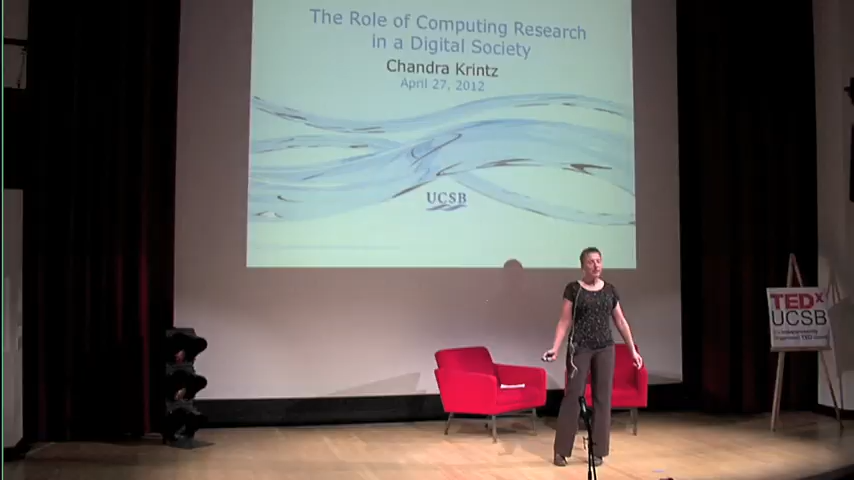 The Role of Computing Research
in a Digital Society
Chandra Krintz
April 27, 2012
UCSB
TEDx
UCSB